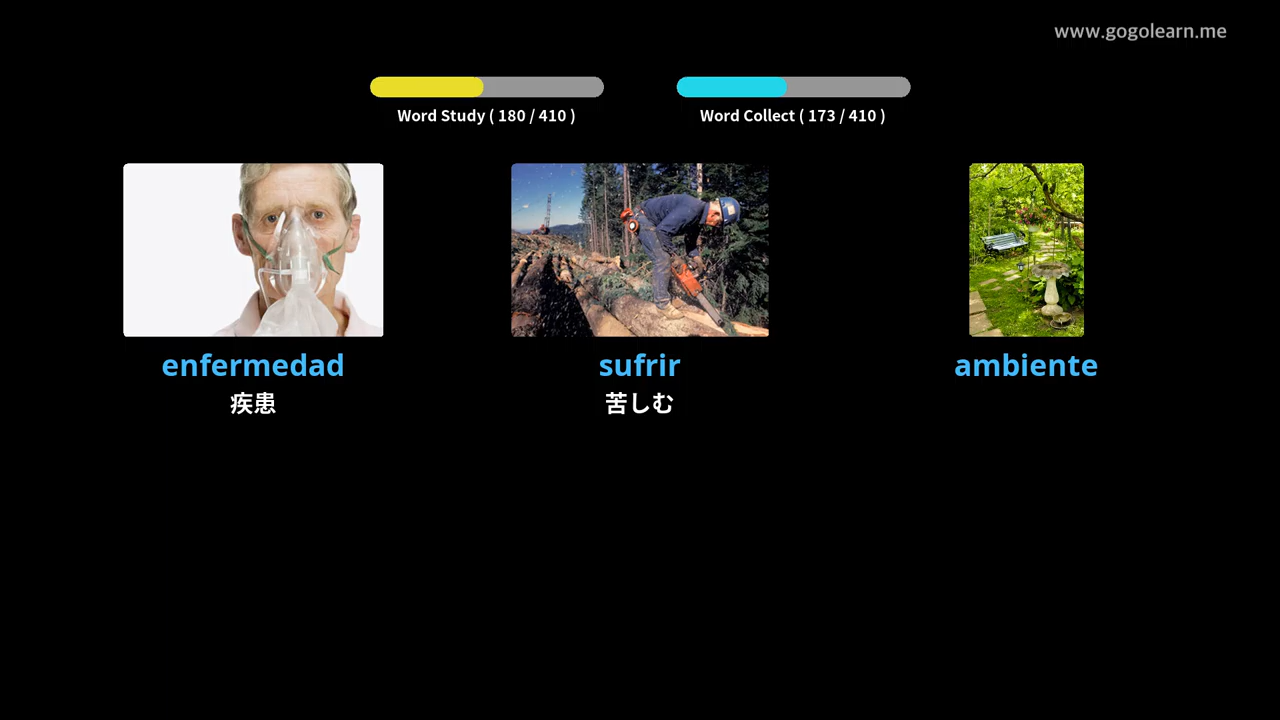 www.gogolearn.me
Word Study ( 180 / 410 )
Word Collect ( 173 / 410 )
enfermedad
疾患
sufrir
苦しむ
ambiente